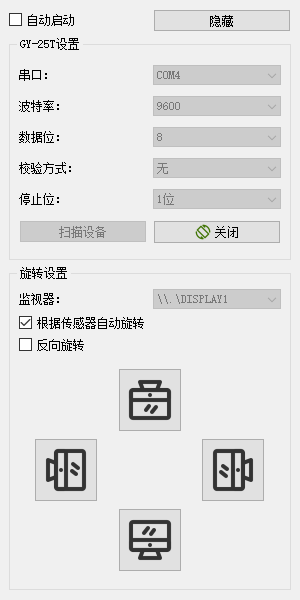 自动启动 隐藏
GY-25T设置
串口： COM4
波特率： 9600
数据位： 8
校验方式： 无
停止位： 1位
扫描设备 关闭
旋转设置
监视器： \\.\DISPLAY1
根据传感器自动旋转
反向旋转